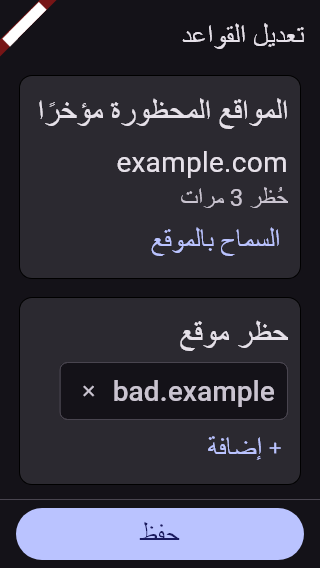 تعديل القواعد
المواقع المحظورة مؤخرًا
example.com
حُظر 3 مرات
السماح بالموقع
حظر موقع
bad.example ×
+ إضافة
حفظ